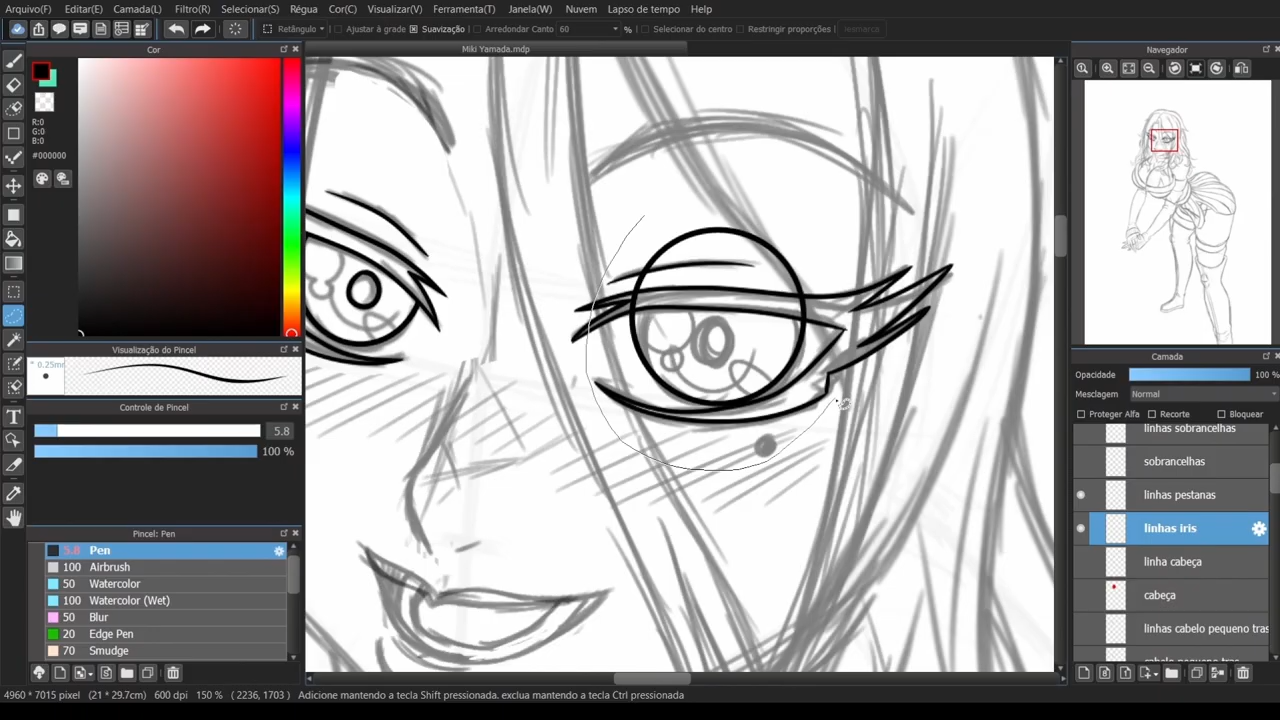 Arquivo(F) Editar(E) Camada(L) Filtro(R) Selecionar(S) Régua Cor(C) Visualizar(V) Ferramenta(T) Janela(W) Nuvem Lapso de tempo Help
Retângulo Ajustar à grade Suavização Arredondar Canto 60 % Selecionar do centro Restringir proporções
Cor
Miki Yamada.mdp
Navegador
R:0
G:0
B:0
#000000
Visualização do Pincel
* 0.25m
Controle de Pincel
5.8
100 %
Pincel: Pen
5.8 Pen
100 Airbrush
50 Watercolor
100 Watercolor (Wet)
50 Blur
20 Edge Pen
70 Smudge
Camada
Opacidade 100 %
Mesclagem Normal
Proteger Alfa Recorte Bloquear
linhas sobrancelhas
sobrancelhas
linhas pestanas
linhas iris
linha cabeça
cabeça
linhas cabelo pequeno tras
cabelo pequeno tras
4960 * 7015 pixel (21 * 29.7cm) 600 dpi 150 % ( 2236, 1703 ) Adicione mantendo a tecla Shift pressionada. exclua mantendo a tecla Ctrl pressionada